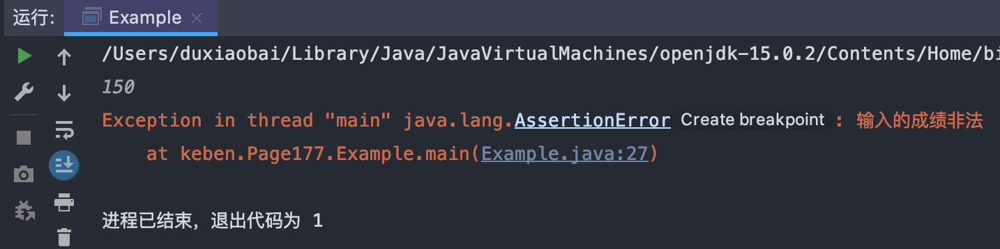 运行: Example
/Users/duxiaobai/Library/Java/JavaVirtualMachines/openjdk-15.0.2/Contents/Home/bi
150
Exception in thread "main" java.lang.AssertionError Create breakpoint : 输入的成绩非法
at keben.Page177.Example.main(Example.java:27)
进程已结束，退出代码为 1